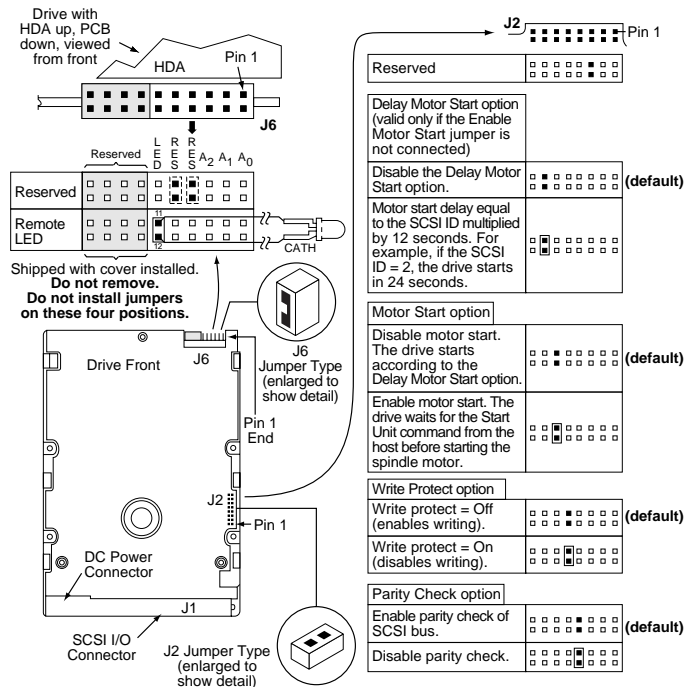 Drive with
HDA up, PCB
down, viewed
from front
HDA
Pin 1
J6
Reserved
LED
RES
RES
A2
A1
A0
Reserved
Remote
LED
11
12
CATH
Shipped with cover installed.
Do not remove.
Do not install jumpers
on these four positions.
J6
Drive Front
J6
Jumper Type
(enlarged to
show detail)
Pin 1
End
J2
Pin 1
DC Power
Connector
J1
SCSI I/O
Connector
J2 Jumper Type
(enlarged to
show detail)
J2
Pin 1
Reserved
Delay Motor Start option
(valid only if the Enable
Motor Start jumper is
not connected)
Disable the Delay Motor
Start option.
(default)
Motor start delay equal
to the SCSI ID multiplied
by 12 seconds. For
example, if the SCSI
ID = 2, the drive starts
in 24 seconds.
Motor Start option
Disable motor start.
The drive starts
according to the
Delay Motor Start option.
(default)
Enable motor start. The
drive waits for the Start
Unit command from the
host before starting the
spindle motor.
Write Protect option
Write protect = Off
(enables writing).
(default)
Write protect = On
(disables writing).
Parity Check option
Enable parity check of
SCSI bus.
(default)
Disable parity check.